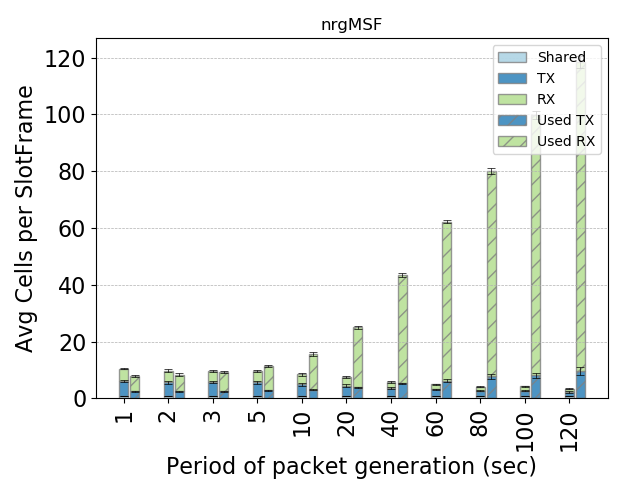 nrgMSF
Avg Cells per SlotFrame
120
100
80
60
40
20
0
Shared
TX
RX
Used TX
Used RX
1 2 3 5 10 20 40 60 80 100 120
Period of packet generation (sec)